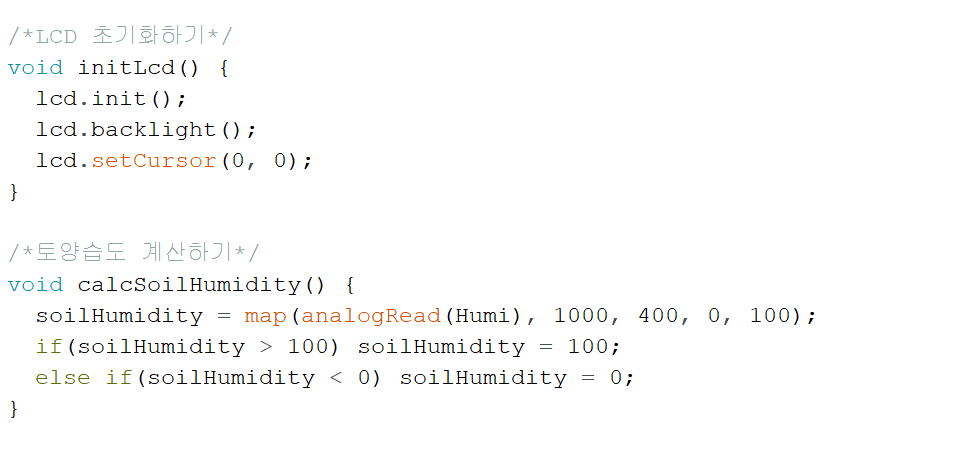 /*LCD 초기화하기*/
void initLcd() {
  lcd.init();
  lcd.backlight();
  lcd.setCursor(0, 0);
}

/*토양습도 계산하기*/
void calcSoilHumidity() {
  soilHumidity = map(analogRead(Humi), 1000, 400, 0, 100);
  if(soilHumidity > 100) soilHumidity = 100;
  else if(soilHumidity < 0) soilHumidity = 0;
}